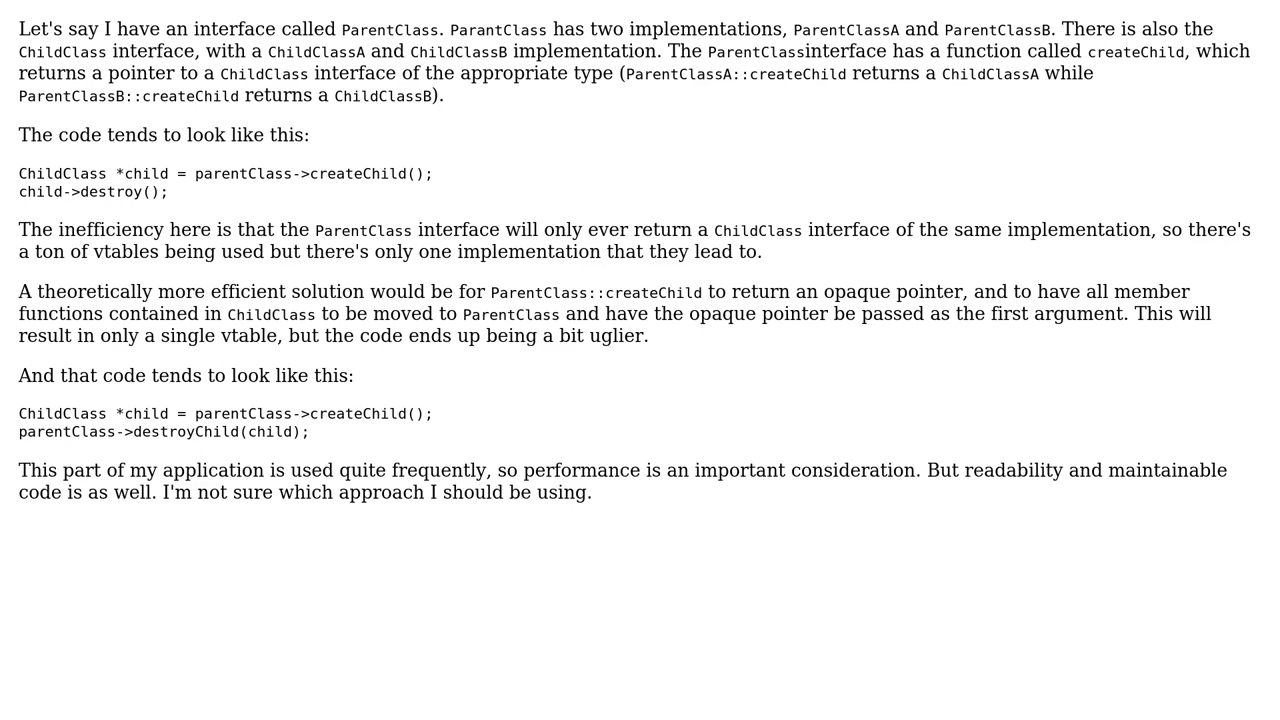 Let's say I have an interface called ParentClass. ParantClass has two implementations, ParentClassA and ParentClassB. There is also the
ChildClass interface, with a ChildClassA and ChildClassB implementation. The ParentClassinterface has a function called createChild, which
returns a pointer to a ChildClass interface of the appropriate type (ParentClassA::createChild returns a ChildClassA while
ParentClassB::createChild returns a ChildClassB).
The code tends to look like this:
ChildClass *child = parentClass->createChild();
child->destroy();
The inefficiency here is that the ParentClass interface will only ever return a ChildClass interface of the same implementation, so there's
a ton of vtables being used but there's only one implementation that they lead to.
A theoretically more efficient solution would be for ParentClass::createChild to return an opaque pointer, and to have all member
functions contained in ChildClass to be moved to ParentClass and have the opaque pointer be passed as the first argument. This will
result in only a single vtable, but the code ends up being a bit uglier.
And that code tends to look like this:
ChildClass *child = parentClass->createChild();
parentClass->destroyChild(child);
This part of my application is used quite frequently, so performance is an important consideration. But readability and maintainable
code is as well. I'm not sure which approach I should be using.